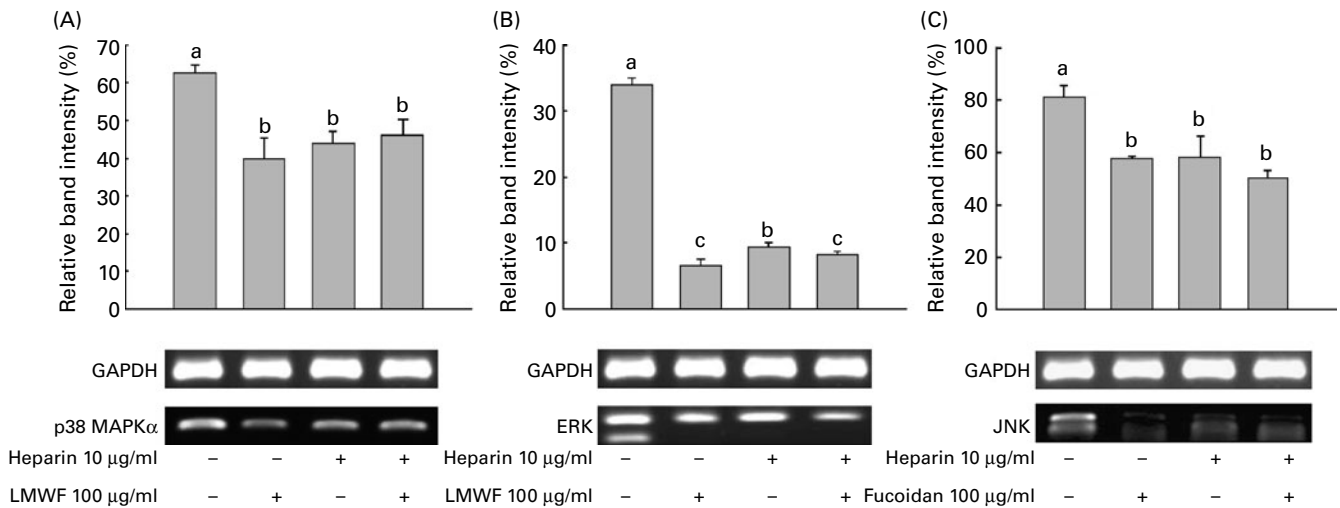 (A)
Relative band intensity (%)
70
60
50
40
30
20
10
0
a
b
b
b
GAPDH
p38 MAPKα
Heparin 10 μg/ml – – + +
LMWF 100 μg/ml – + – +
(B)
Relative band intensity (%)
40
30
20
10
0
a
c
b
c
GAPDH
ERK
Heparin 10 μg/ml – – + +
LMWF 100 μg/ml – + – +
(C)
Relative band intensity (%)
100
80
60
40
20
0
a
b
b
b
GAPDH
JNK
Heparin 10 μg/ml – – + +
Fucoidan 100 μg/ml – + – +